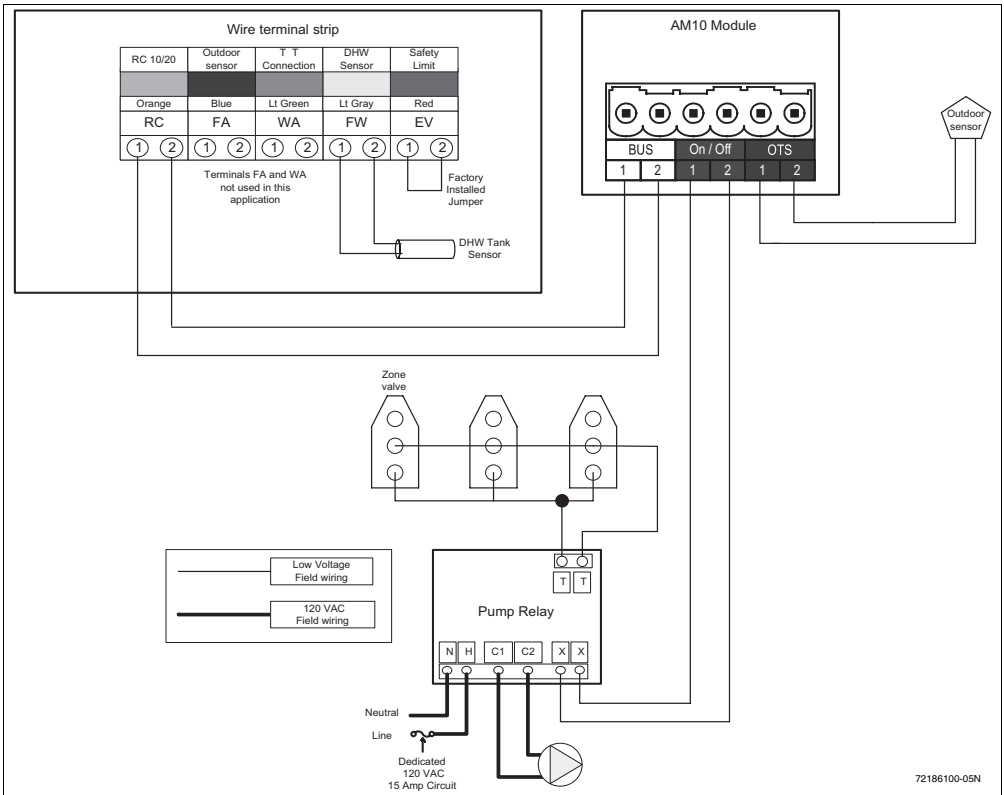 Wire terminal strip
RC 10/20
Outdoor
sensor
T T
Connection
DHW
Sensor
Safety
Limit
Orange
Blue
Lt Green
Lt Gray
Red
RC
FA
WA
FW
EV
1 2 1 2 1 2 1 2 1 2
Terminals FA and WA
not used in this
application
Factory
Installed
Jumper
DHW Tank
Sensor
AM10 Module
BUS
On / Off
OTS
1 2 1 2 1 2
Outdoor
sensor
Zone
valve
Low Voltage
Field wiring
120 VAC
Field wiring
T T
Pump Relay
N H C1 C2 X X
Neutral
Line
Dedicated
120 VAC
15 Amp Circuit
72186100-05N